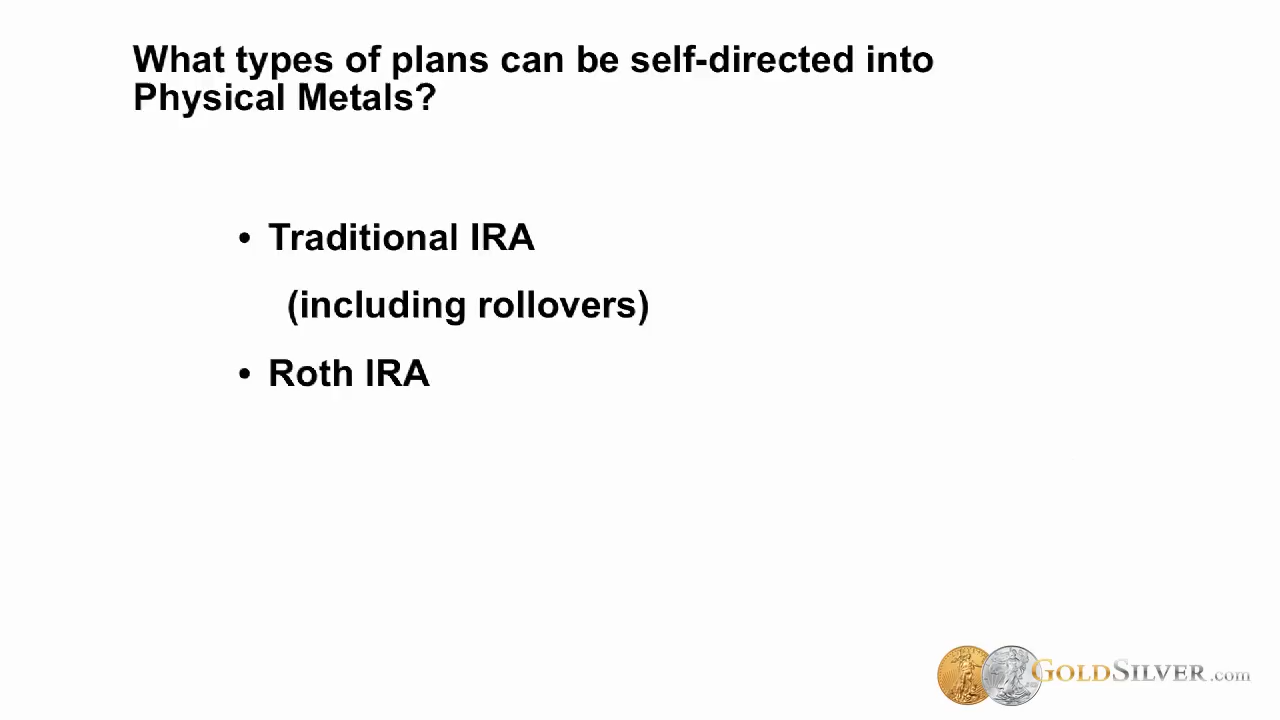 What types of plans can be self-directed into
Physical Metals?
• Traditional IRA
(including rollovers)
• Roth IRA
GOLDSILVER.com